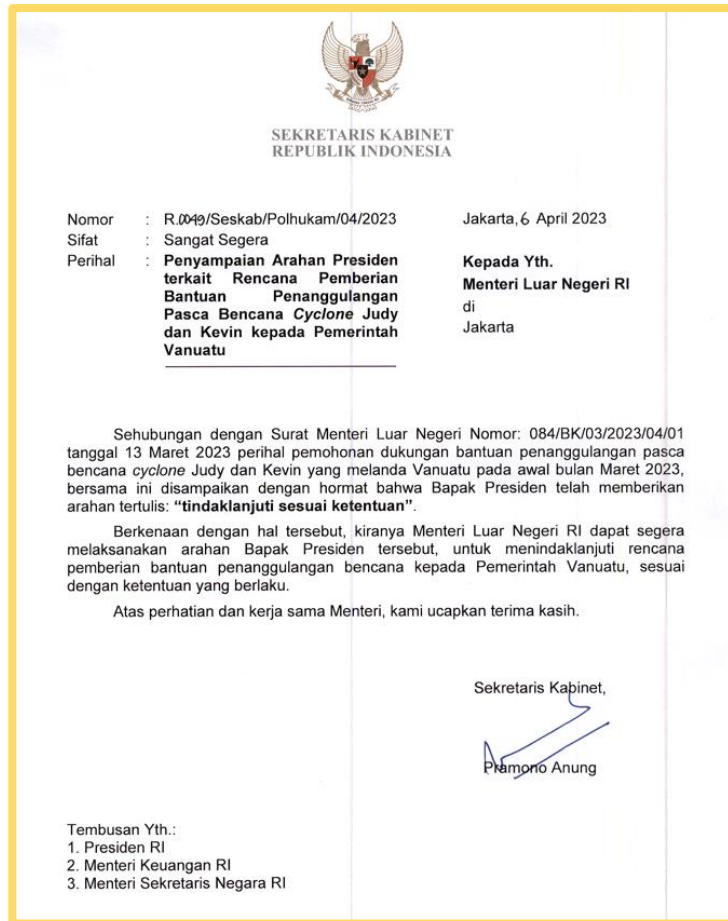 SEKRETARIS KABINET
REPUBLIK INDONESIA
Nomor : R.0049/Seskab/Polhukam/04/2023
Jakarta, 6 April 2023
Sifat : Sangat Segera
Perihal : Penyampaian Arahan Presiden
terkait Rencana Pemberian
Bantuan Penanggulangan
Pasca Bencana Cyclone Judy
dan Kevin kepada Pemerintah
Vanuatu
Kepada Yth.
Menteri Luar Negeri RI
di
Jakarta
Sehubungan dengan Surat Menteri Luar Negeri Nomor: 084/BK/03/2023/04/01
tanggal 13 Maret 2023 perihal pemohonan dukungan bantuan penanggulangan pasca
bencana cyclone Judy dan Kevin yang melanda Vanuatu pada awal bulan Maret 2023,
bersama ini disampaikan dengan hormat bahwa Bapak Presiden telah memberikan
arahan tertulis: “tindaklanjuti sesuai ketentuan”.
Berkenaan dengan hal tersebut, kiranya Menteri Luar Negeri RI dapat segera
melaksanakan arahan Bapak Presiden tersebut, untuk menindaklanjuti rencana
pemberian bantuan penanggulangan bencana kepada Pemerintah Vanuatu, sesuai
dengan ketentuan yang berlaku.
Atas perhatian dan kerja sama Menteri, kami ucapkan terima kasih.
Sekretaris Kabinet,
Pramono Anung
Tembusan Yth.:
1. Presiden RI
2. Menteri Keuangan RI
3. Menteri Sekretaris Negara RI